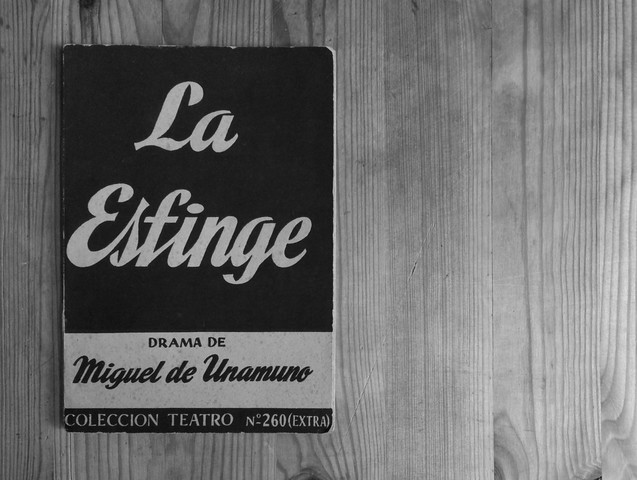 La
Esfinge
DRAMA DE
Miguel de Unamuno
COLECCION TEATRO Nº 260 (EXTRA)